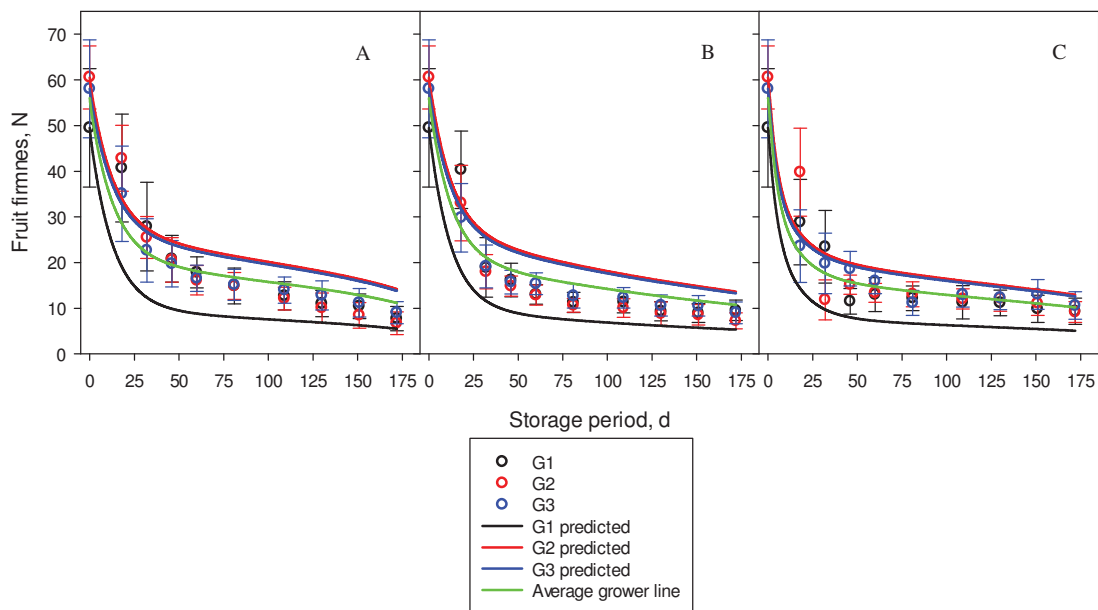 A
B
C
Fruit firmnes, N
70
60
50
40
30
20
10
0
0 25 50 75 100 125 150 175 0 25 50 75 100 125 150 175 0 25 50 75 100 125 150 175
Storage period, d
G1
G2
G3
G1 predicted
G2 predicted
G3 predicted
Average grower line